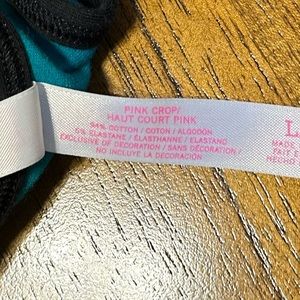 PINK CROP/
HAUT COURT PINK
94% COTTON / COTON / ALGODON
6% ELASTANE / ÉLASTHANNE / ELASTANO
EXCLUSIVE OF DECORATION / SANS DÉCORATION /
NO INCLUYE LA DECORACIÓN
L
MADE
FAIT
HECHO